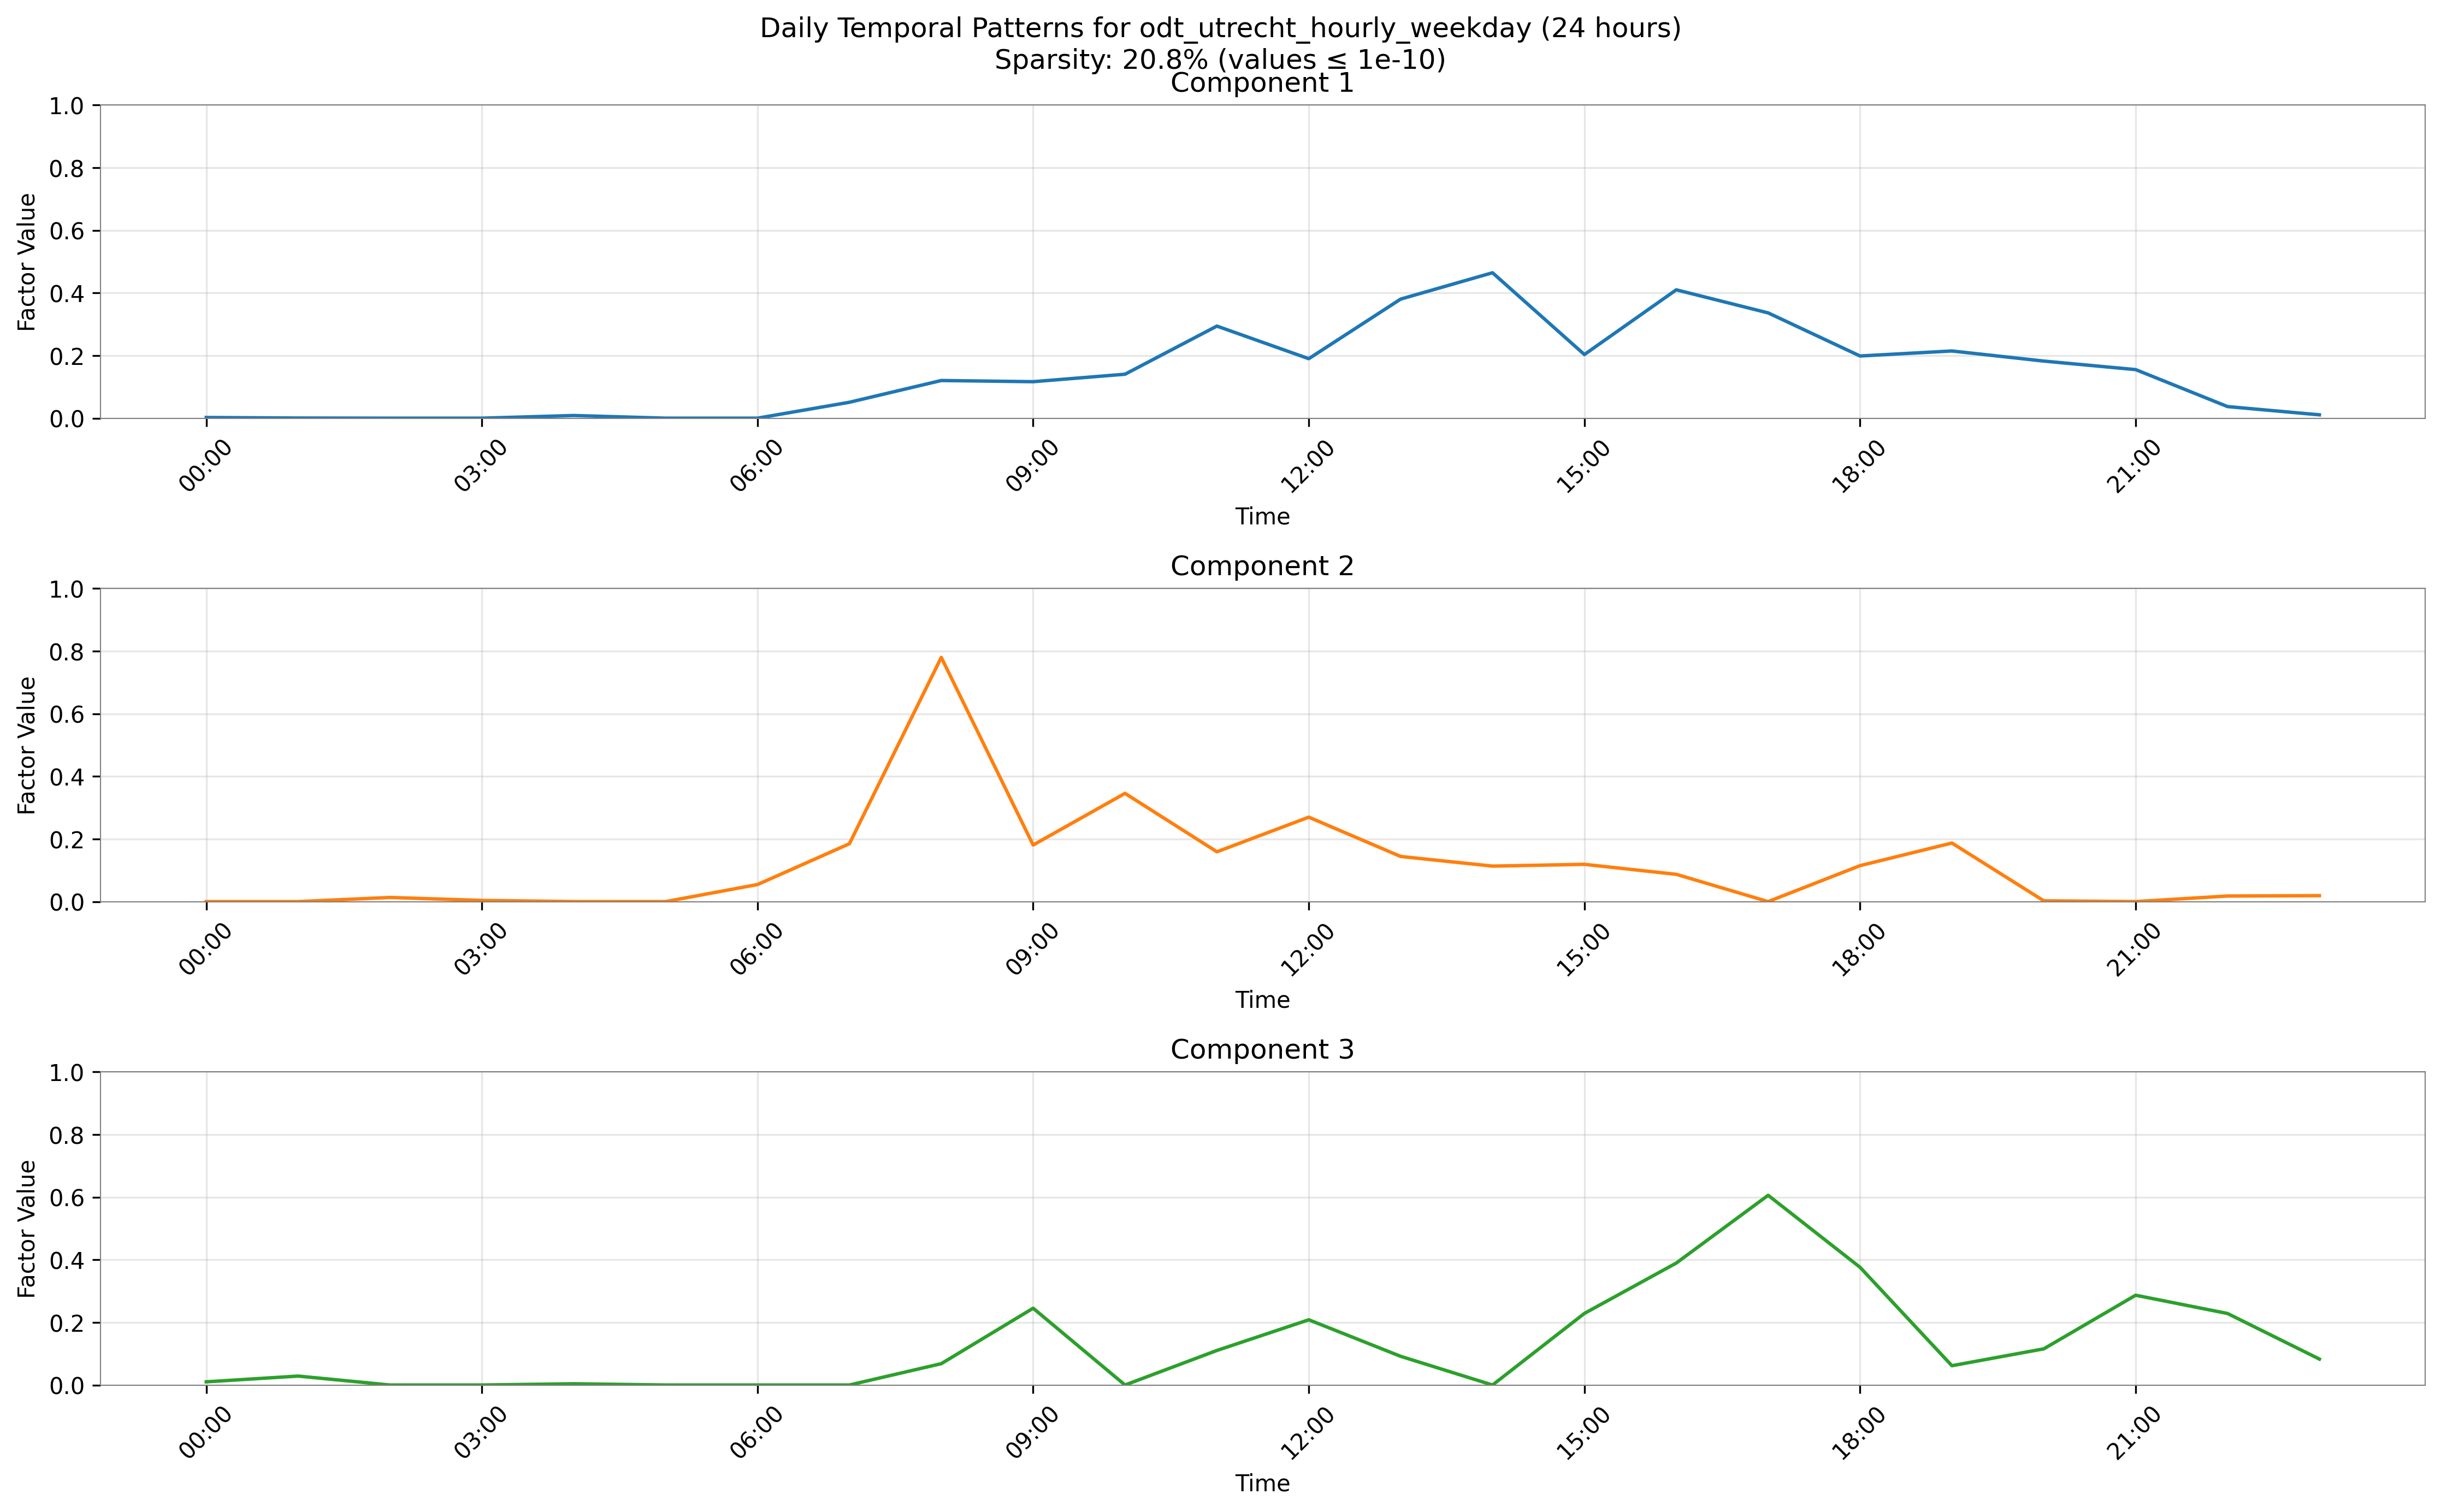 Daily Temporal Patterns for odt_utrecht_hourly_weekday (24 hours)
Sparsity: 20.8% (values ≤ 1e-10)
Component 1
1.0
0.8
0.6
0.4
0.2
0.0
Factor Value
00:00 03:00 06:00 09:00 12:00 15:00 18:00 21:00
Time
Component 2
1.0
0.8
0.6
0.4
0.2
0.0
Factor Value
00:00 03:00 06:00 09:00 12:00 15:00 18:00 21:00
Time
Component 3
1.0
0.8
0.6
0.4
0.2
0.0
Factor Value
00:00 03:00 06:00 09:00 12:00 15:00 18:00 21:00
Time